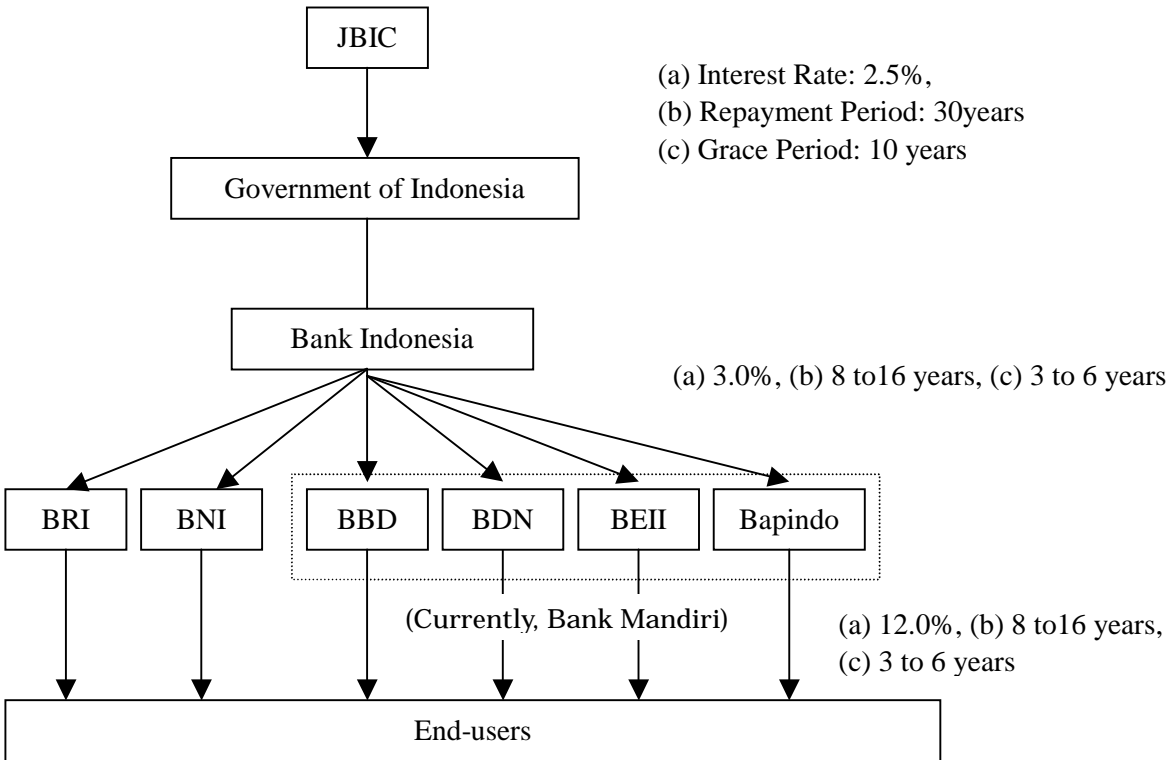 JBIC
(a) Interest Rate: 2.5%,
(b) Repayment Period: 30years
(c) Grace Period: 10 years
Government of Indonesia
Bank Indonesia
(a) 3.0%, (b) 8 to16 years, (c) 3 to 6 years
BRI
BNI
BBD
BDN
BEII
Bapindo
(Currently, Bank Mandiri)
(a) 12.0%, (b) 8 to16 years,
(c) 3 to 6 years
End-users